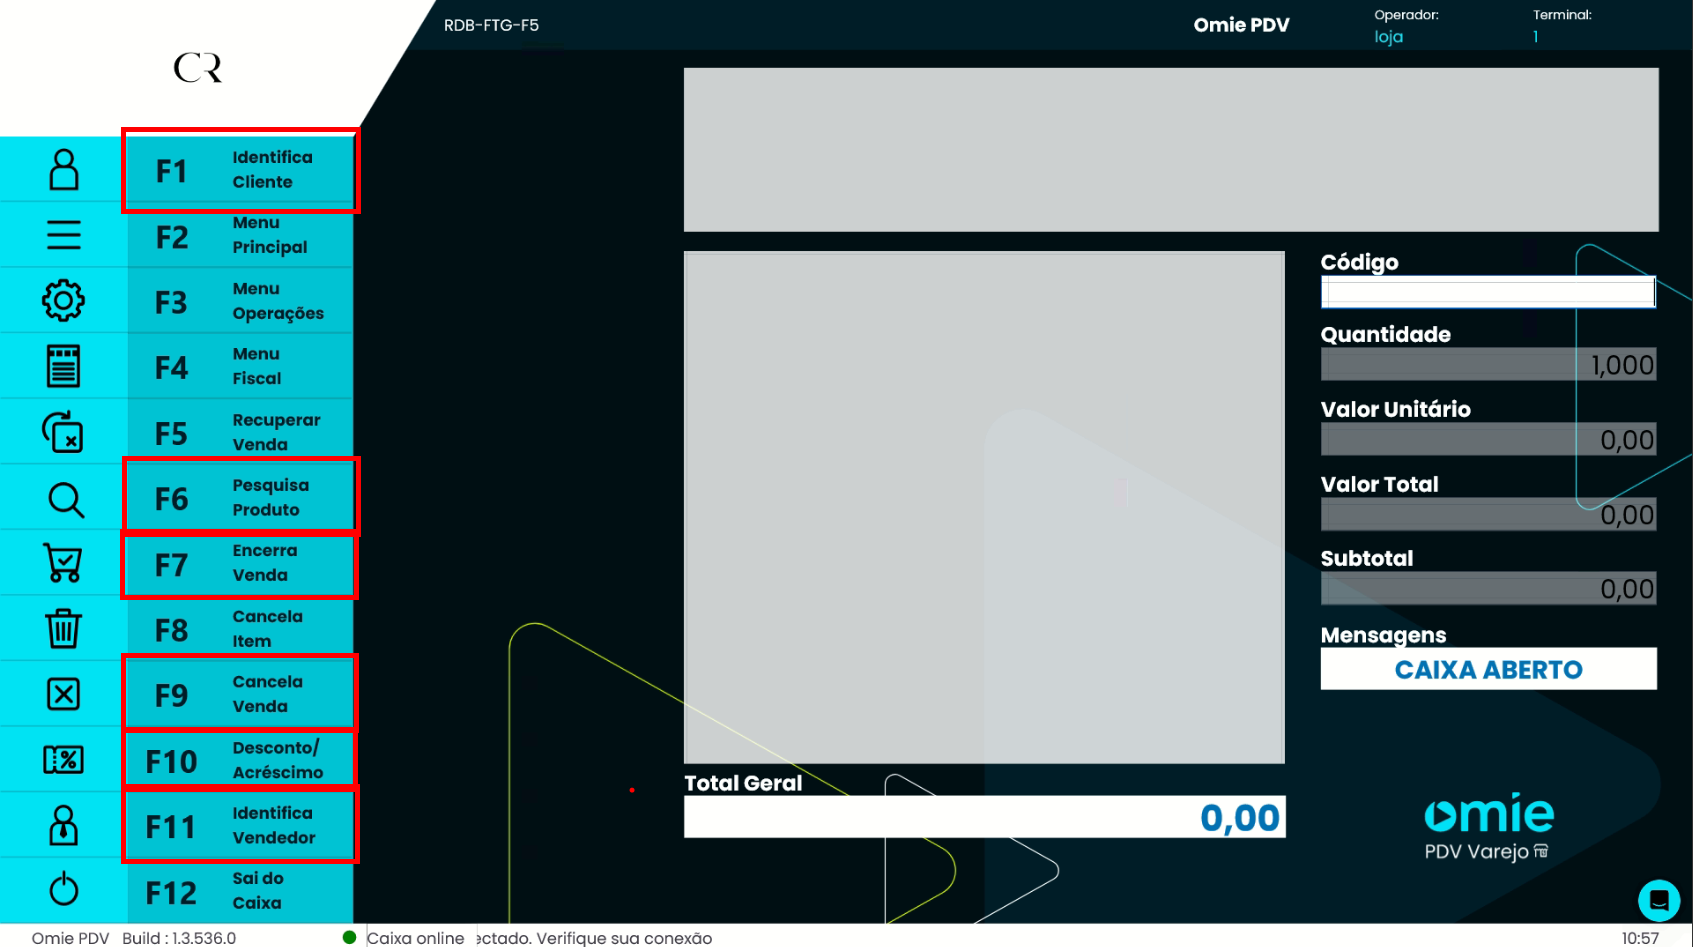 RDB-FTG-F5
Omie PDV
Operador:
loja
Terminal:
1
CR
F1 Identifica
Cliente
F2 Menu
Principal
F3 Menu
Operações
F4 Menu
Fiscal
F5 Recuperar
Venda
F6 Pesquisa
Produto
F7 Encerra
Venda
F8 Cancela
Item
F9 Cancela
Venda
F10 Desconto/
Acréscimo
F11 Identifica
Vendedor
F12 Sai do
Caixa
Código
Quantidade
1,000
Valor Unitário
0,00
Valor Total
0,00
Subtotal
0,00
Mensagens
CAIXA ABERTO
Total Geral
0,00
omie
PDV Varejo
Omie PDV Build : 1.3.536.0 Caixa online ectado. Verifique sua conexão 10:57